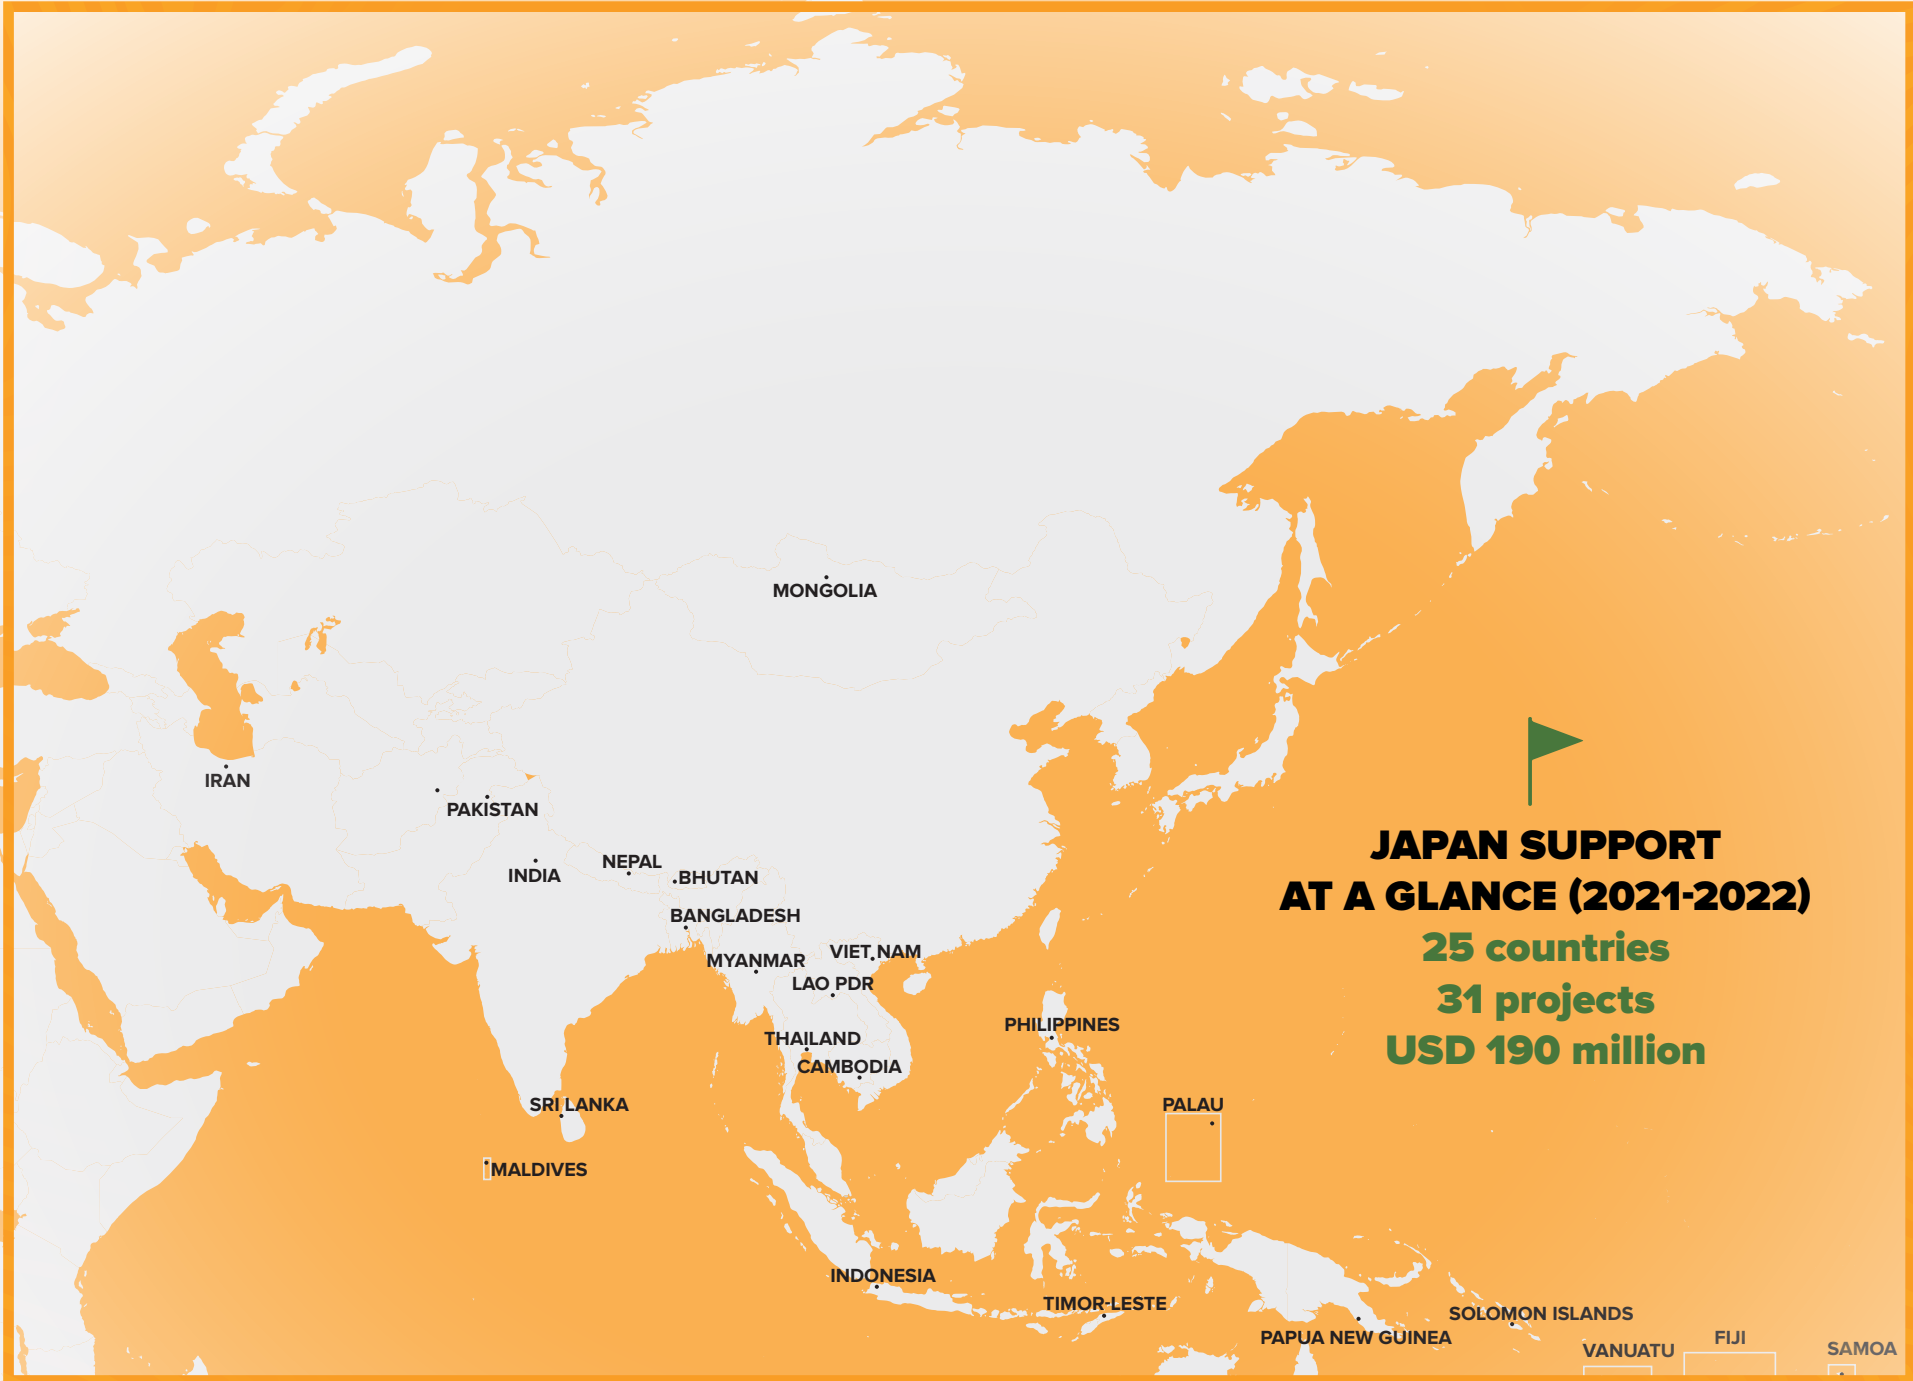 MONGOLIA
IRAN
PAKISTAN
NEPAL
INDIA
BHUTAN
BANGLADESH
VIET NAM
MYANMAR
LAO PDR
THAILAND
CAMBODIA
PHILIPPINES
SRI LANKA
MALDIVES
PALAU
JAPAN SUPPORT
AT A GLANCE (2021-2022)
25 countries
31 projects
USD 190 million
INDONESIA
TIMOR-LESTE
SOLOMON ISLANDS
PAPUA NEW GUINEA
VANUATU
FIJI
SAMOA